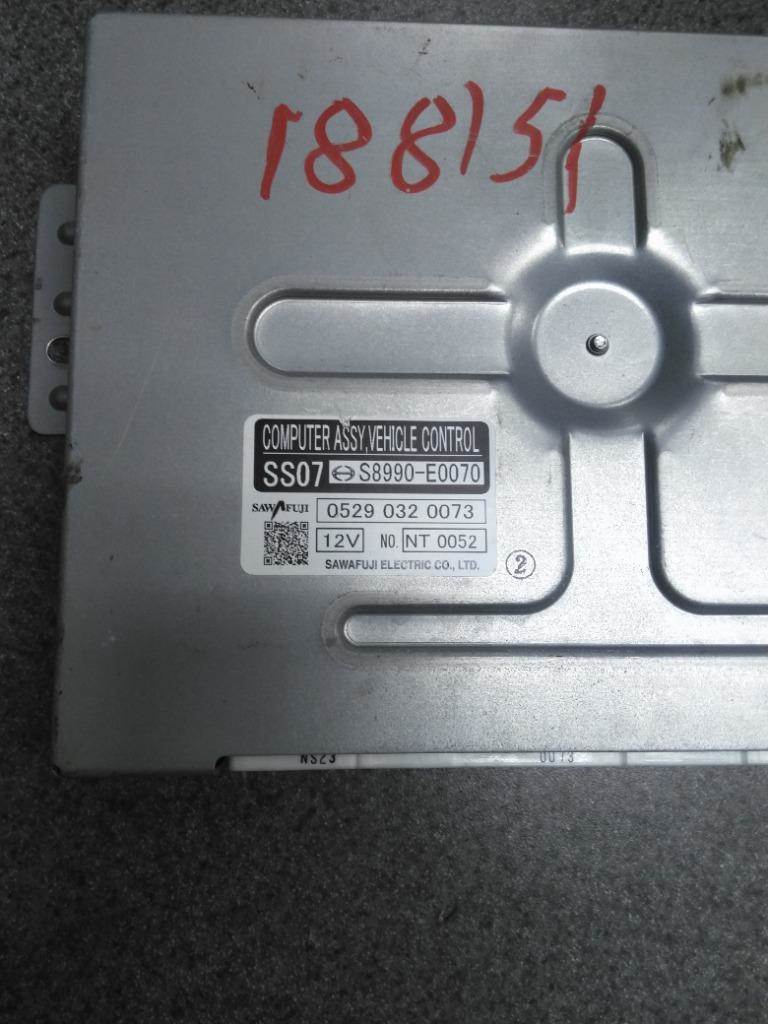 188151
COMPUTER ASSY,VEHICLE CONTROL
SS07 S8990-E0070
SAWAFUJI 0529 032 0073
12V NO. NT 0052
SAWAFUJI ELECTRIC CO., LTD.
2
NS23 0073